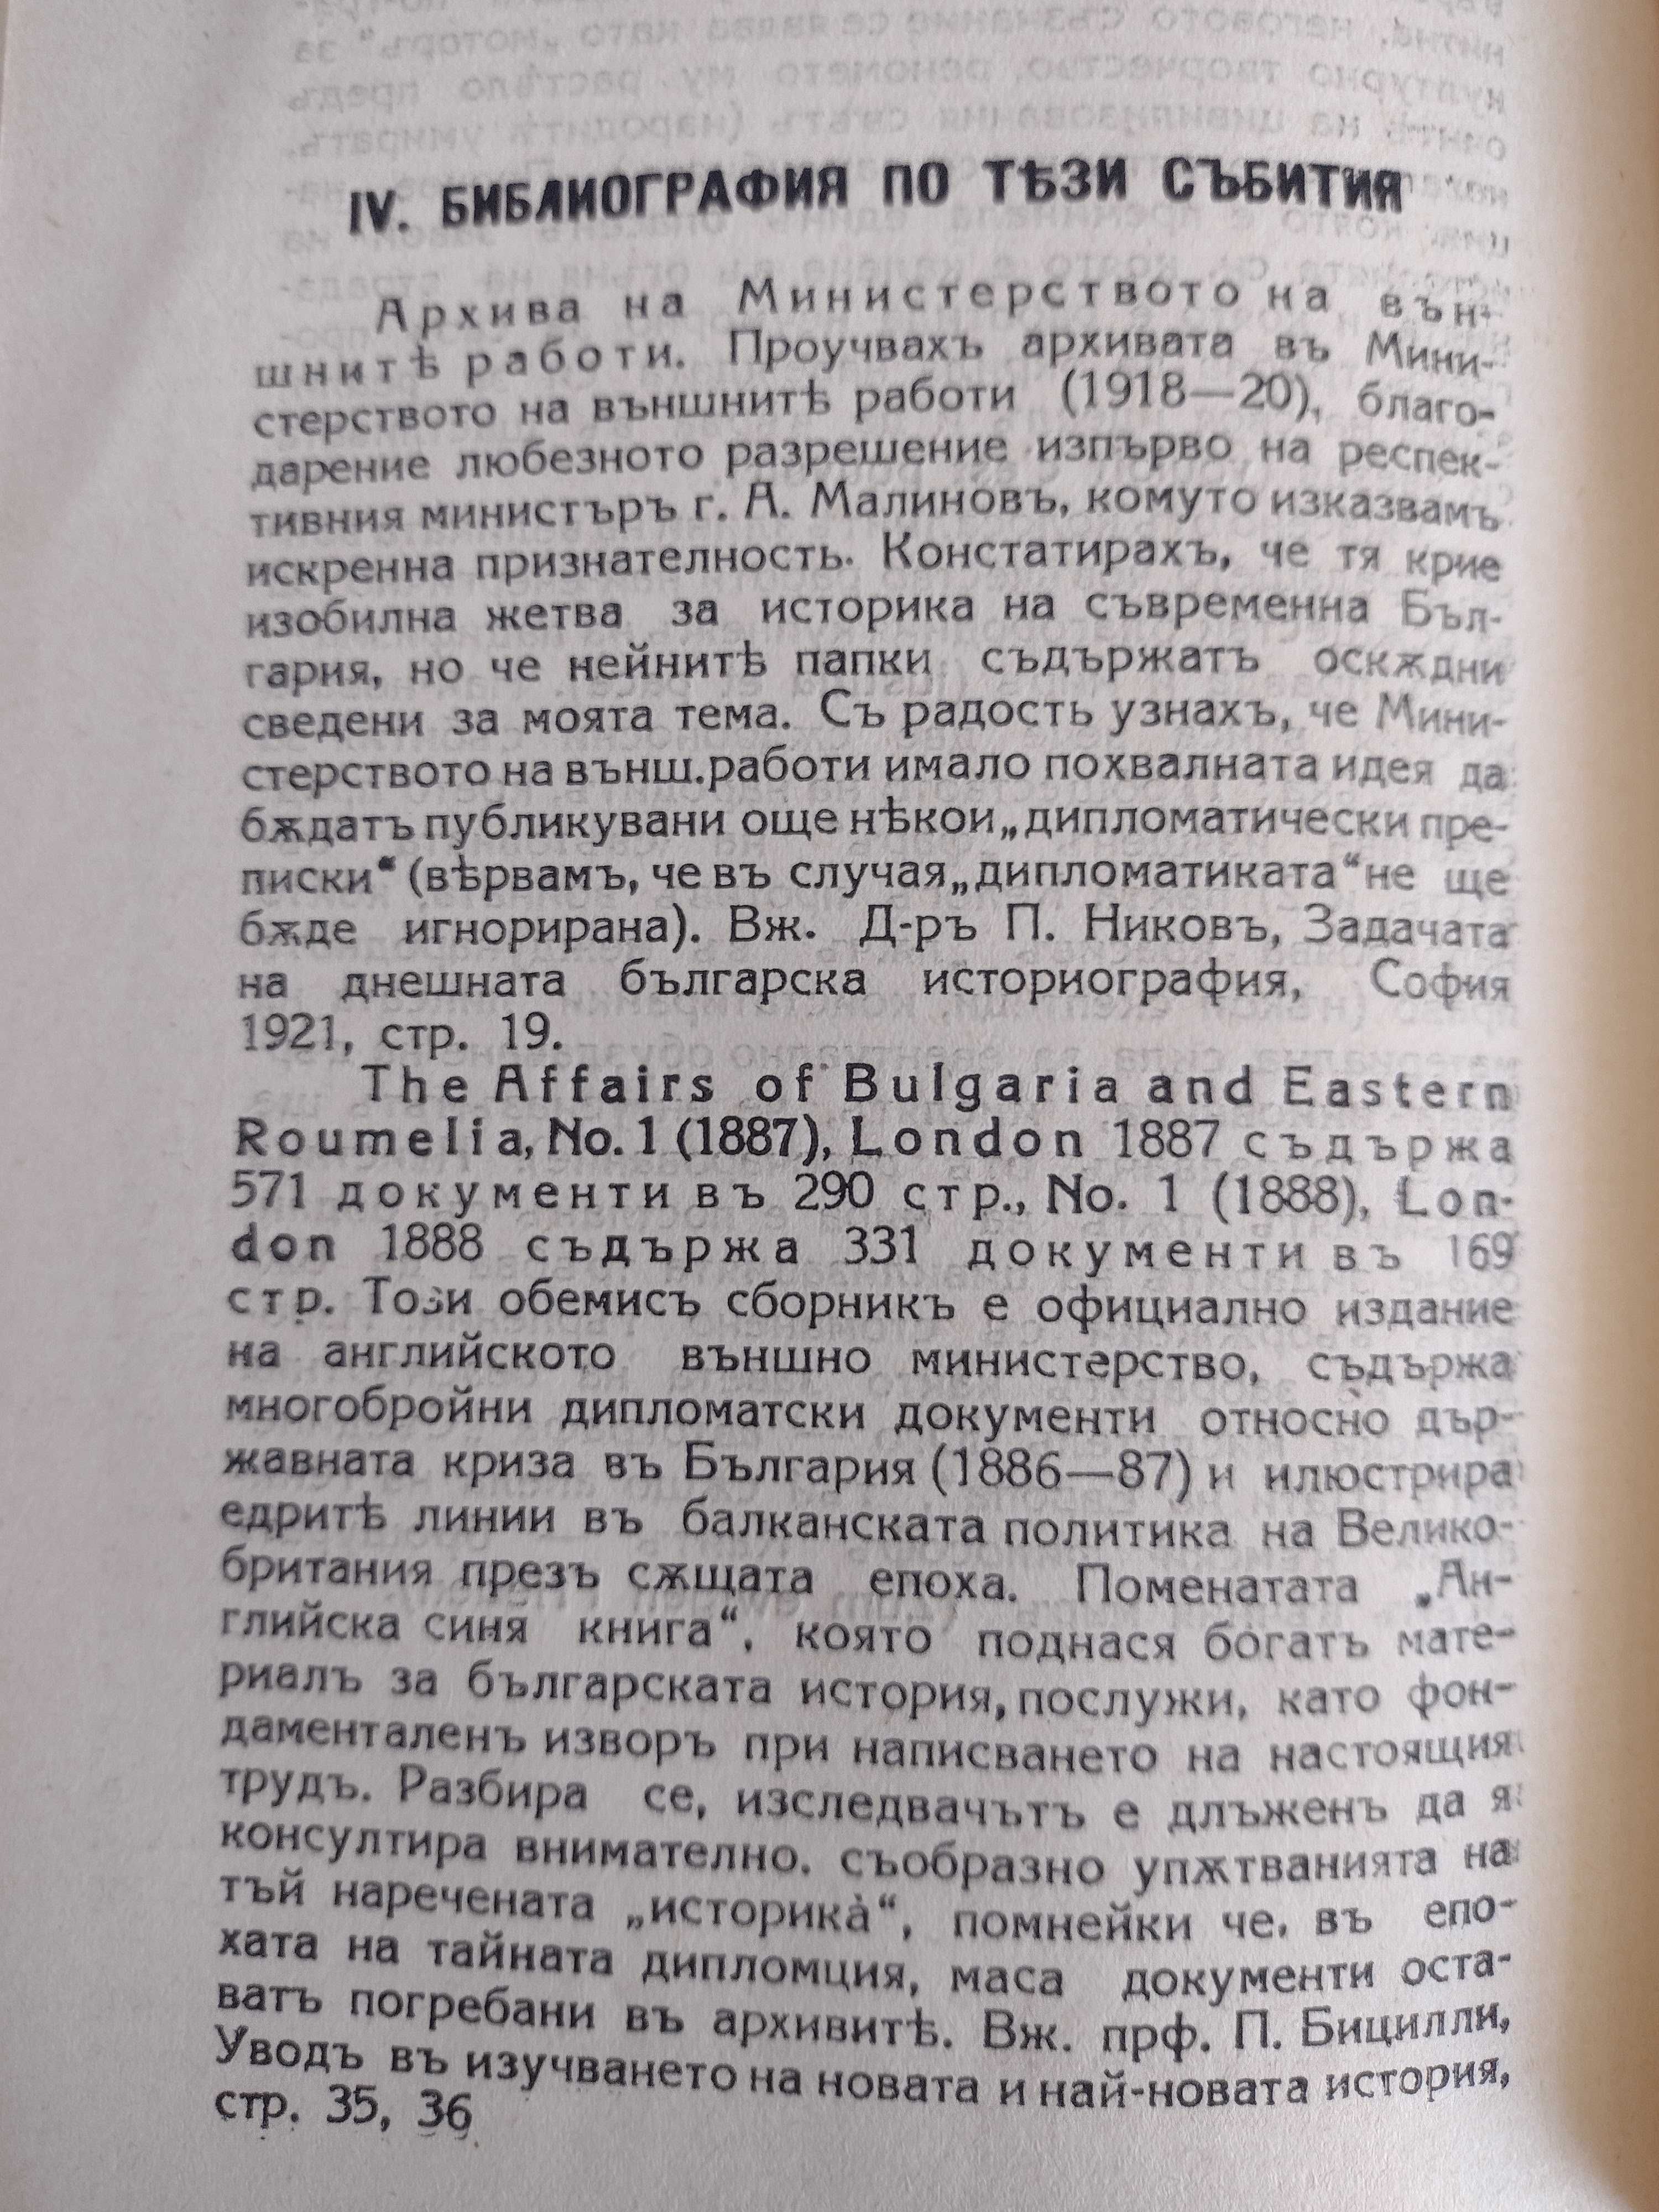 IV. БИБЛИОГРАФИЯ ПО ТѢЗИ СЪБИТИЯ
Архива на Министерството на вън-
шнитѣ работи. Проучвахъ архивата въ Мини-
стерството на външнитѣ работи (1918—20), благо-
дарение любезното разрешение изпърво на респек-
тивния министъръ г. А. Малиновъ, комуто изказвамъ
искренна признателность. Констатирахъ, че тя крие
изобилна жетва за историка на съвременна Бъл-
гария, но че нейнитѣ папки съдържатъ оскѫдни
сведени за моята тема. Съ радость узнахъ, че Мини-
стерството на външ.работи имало похвалната идея да
бѫдатъ публикувани още нѣкои „дипломатически пре-
писки“ (вѣрвамъ, че въ случая „дипломатиката“ не ще
бѫде игнорирана). Вж. Д-ръ П. Никовъ, Задачата
на днешната българска историография, София
1921, стр. 19.
The Affairs of Bulgaria and Eastern
Roumelia, No. 1 (1887), London 1887 съдържа
571 документи въ 290 стр., No. 1 (1888), Lon-
don 1888 съдържа 331 документи въ 169
стр. Този обемисъ сборникъ е официално издание
на английското външно министерство, съдържа
многобройни дипломатски документи относно дър-
жавната криза въ България (1886—87) и илюстрира
едритѣ линии въ балканската политика на Велико-
британия презъ сѫщата епоха. Поменатата „Ан-
глийска синя книга“, която поднася богатъ мате-
риалъ за българската история, послужи, като фон-
даменталенъ изворъ при написването на настоящия
трудъ. Разбира се, изследвачътъ е длъженъ да я
консултира внимателно. съобразно упѫтванията на
тъй наречената „историка̀“, помнейки че, въ епо-
хата на тайната дипломция, маса документи оста-
ватъ погребани въ архивитѣ. Вж. прф. П. Бицилли,
Уводъ въ изучването на новата и най-новата история,
стр. 35, 36